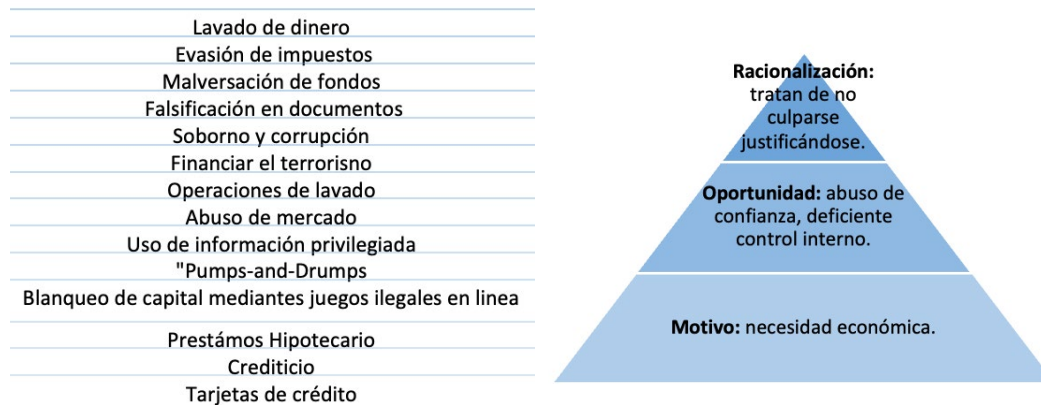 Lavado de dinero
Evasión de impuestos
Malversación de fondos
Falsificación en documentos
Soborno y corrupción
Financiar el terrorisno
Operaciones de lavado
Abuso de mercado
Uso de información privilegiada
"Pumps-and-Drumps
Blanqueo de capital mediantes juegos ilegales en linea
Prestámos Hipotecario
Crediticio
Tarjetas de crédito
Racionalización:
tratan de no
culparse
justificándose.
Oportunidad: abuso de
confianza, deficiente
control interno.
Motivo: necesidad económica.